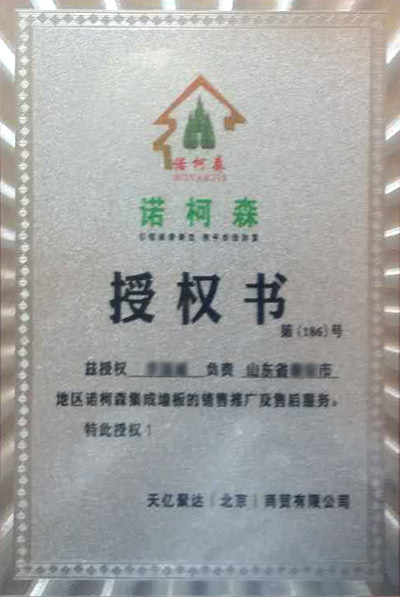 诺柯森
诺柯森
授权书
第(186)号
兹授权 负责 山东省 市
地区诺柯森集成墙板的销售推广及售后服务。
特此授权！
天亿聚达（北京）商贸有限公司